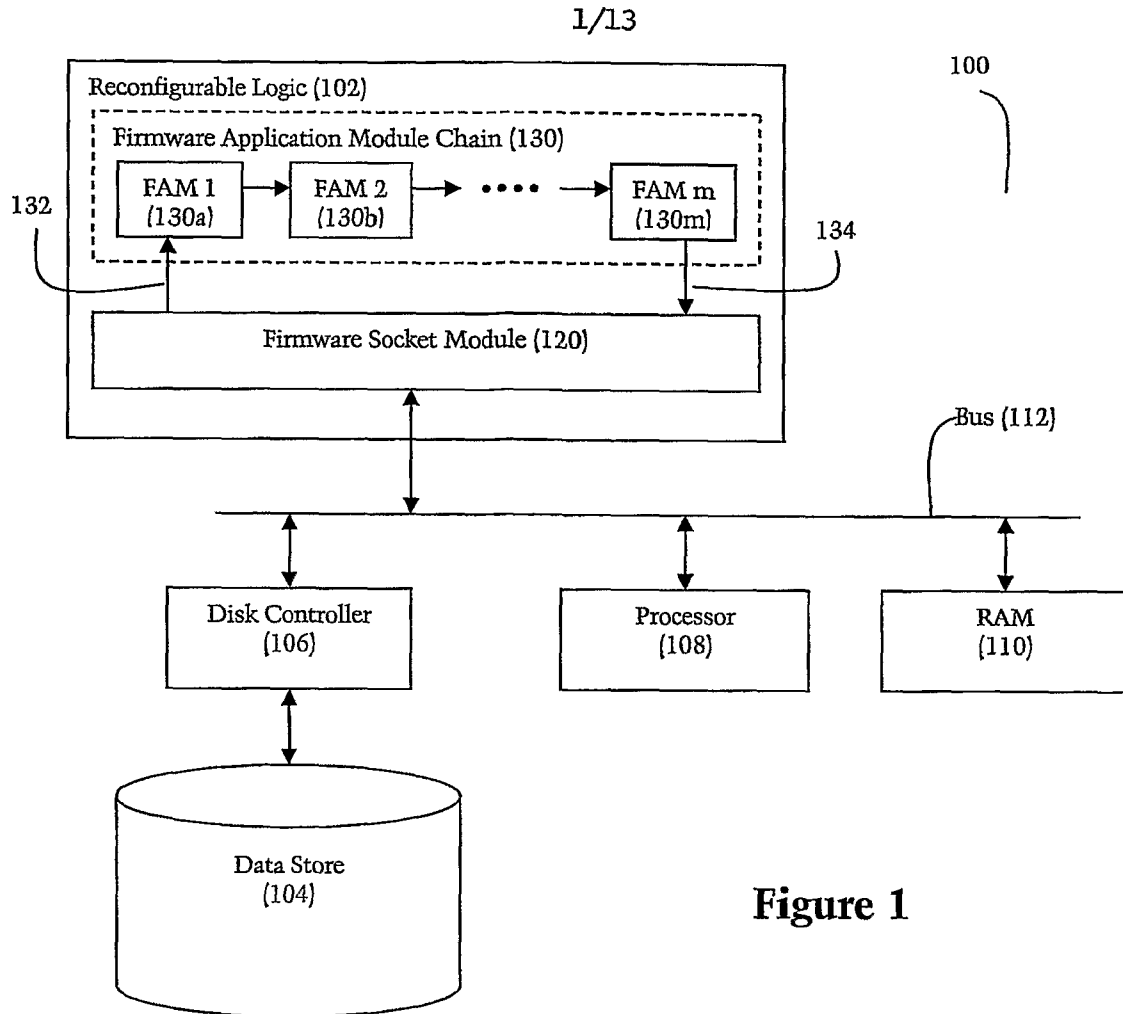 1/13
100
Reconfigurable Logic (102)
Firmware Application Module Chain (130)
FAM 1
(130a)
FAM 2
(130b)
FAM m
(130m)
132
134
Firmware Socket Module (120)
Bus (112)
Disk Controller
(106)
Processor
(108)
RAM
(110)
Data Store
(104)
Figure 1